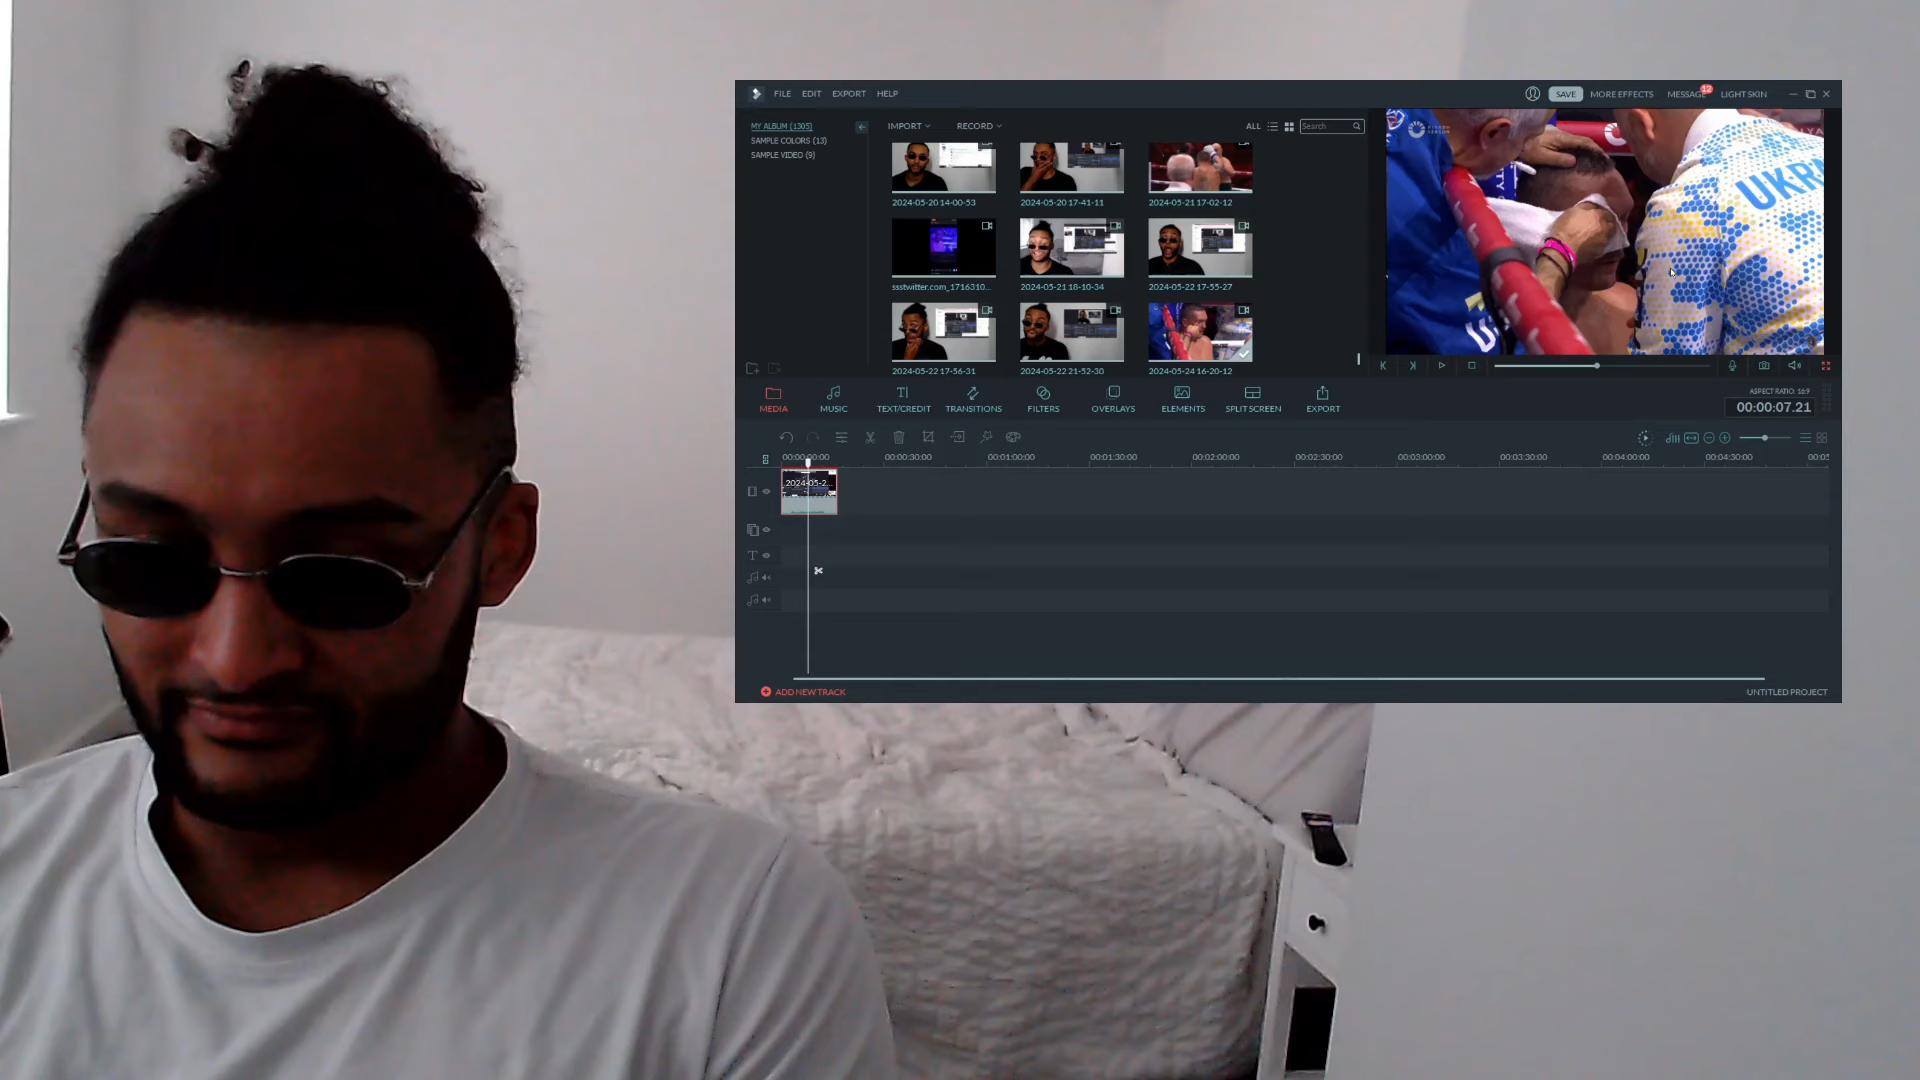 FILE EDIT EXPORT HELP
SAVE MORE EFFECTS MESSAGE 12 LIGHT SKIN
MY ALBUM (1305)
SAMPLE COLORS (13)
SAMPLE VIDEO (9)
IMPORT RECORD ALL Search
2024-05-20 14-00-53 2024-05-20 17-41-11 2024-05-21 17-02-12
ssstwitter.com_1716310... 2024-05-21 18-10-34 2024-05-22 17-55-27
2024-05-22 17-56-31 2024-05-22 21-52-30 2024-05-24 16-20-12
UKR
MEDIA MUSIC TEXT/CREDIT TRANSITIONS FILTERS OVERLAYS ELEMENTS SPLIT SCREEN EXPORT
ASPECT RATIO: 16:9
00:00:07.21
00:00:00:00 00:00:30:00 00:01:00:00 00:01:30:00 00:02:00:00 00:02:30:00 00:03:00:00 00:03:30:00 00:04:00:00 00:04:30:00
2024-05-2...
ADD NEW TRACK
UNTITLED PROJECT